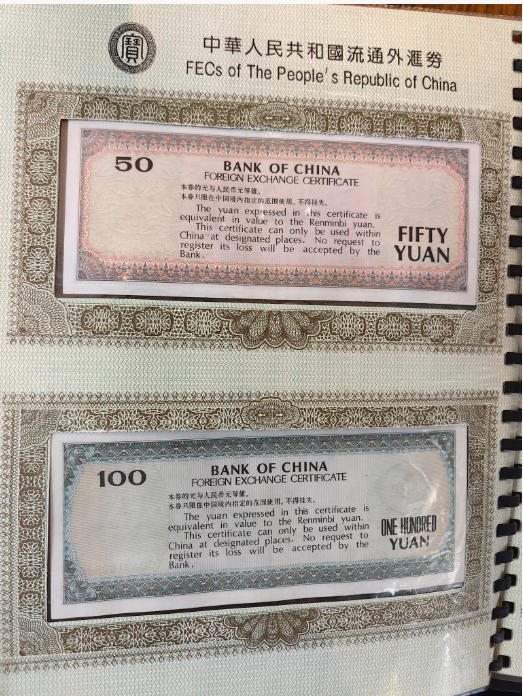 寶
中華人民共和國流通外滙券
FECs of The People's Republic of China
50
BANK OF CHINA
FOREIGN EXCHANGE CERTIFICATE
本券的元与人民币元等值。
本券只限在中国境内指定的范围使用,不得挂失。
The yuan expressed in this certificate is
equivalent in value to the Renminbi yuan.
This certificate can only be used within
China at designated places. No request to
register its loss will be accepted by the
Bank.
FIFTY
YUAN
100
BANK OF CHINA
FOREIGN EXCHANGE CERTIFICATE
本券的元与人民币元等值。
本券只限在中国境内指定的范围使用,不得挂失。
The yuan expressed in this certificate is
equivalent in value to the Renminbi yuan.
This certificate can only be used within
China at designated places. No request to
register its loss will be accepted by the
Bank.
ONE HUNDRED
YUAN